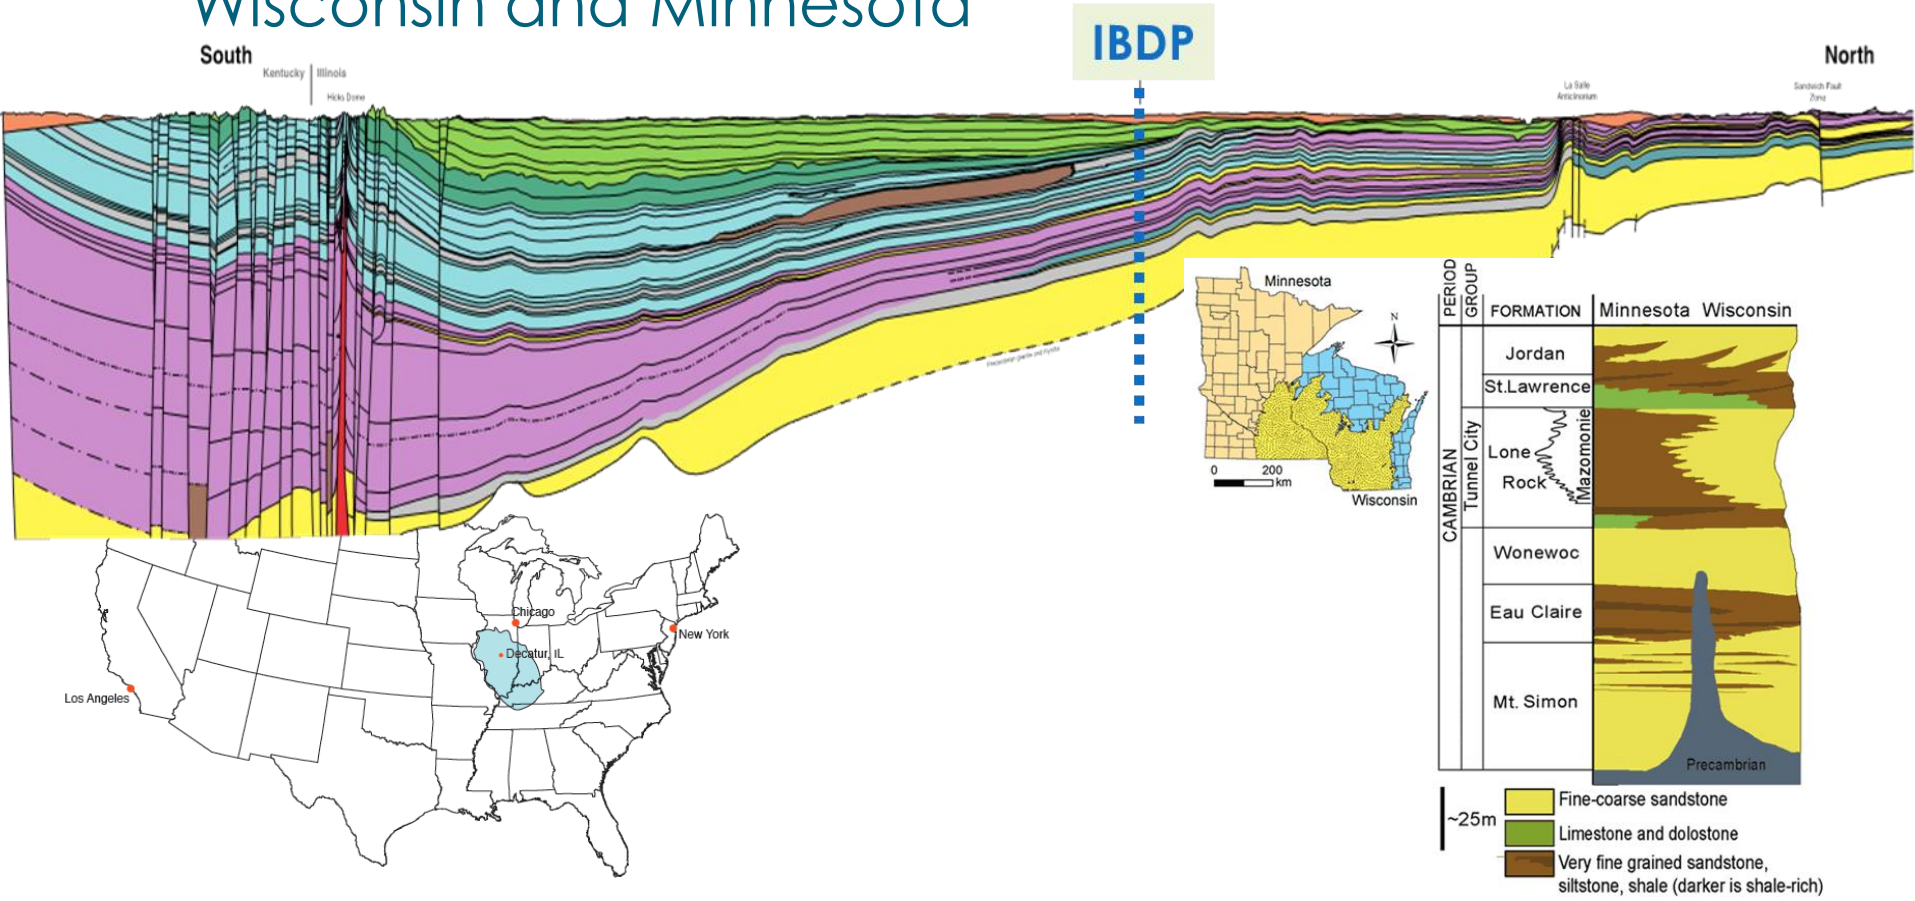 Wisconsin and Minnesota
IBDP
South
North
Kentucky
Illinois
Hicks Dome
La Salle
Anticlinorium
Sandwich Fault
Zone
Minnesota
N
0 200
km
Wisconsin
PERIOD
GROUP
FORMATION
Minnesota Wisconsin
CAMBRIAN
Tunnel City
Jordan
St.Lawrence
Lone
Rock
Mazomonie
Wonewoc
Eau Claire
Mt. Simon
Precambrian
~25m
Fine-coarse sandstone
Limestone and dolostone
Very fine grained sandstone,
siltstone, shale (darker is shale-rich)
Chicago
New York
Decatur, IL
Los Angeles